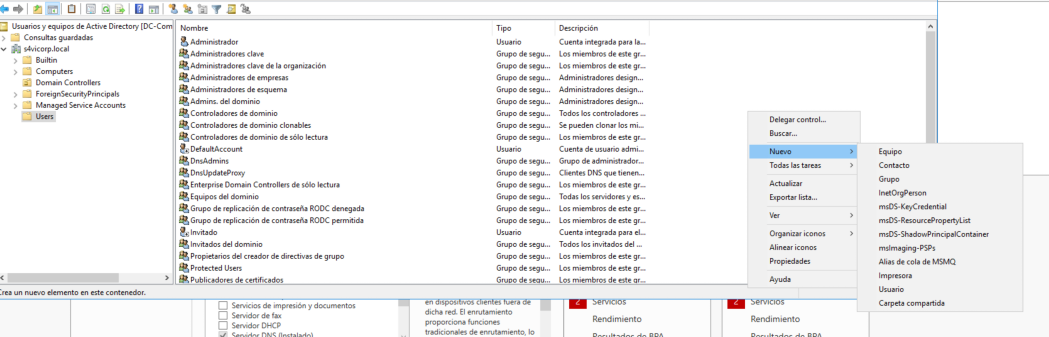 Usuarios y equipos de Active Directory [DC-Com
Consultas guardadas
s4vicorp.local
Builtin
Computers
Domain Controllers
ForeignSecurityPrincipals
Managed Service Accounts
Users
Nombre Tipo Descripción
Administrador Usuario Cuenta integrada para la...
Administradores clave Grupo de segu... Los miembros de este gr...
Administradores clave de la organización Grupo de segu... Los miembros de este gr...
Administradores de empresas Grupo de segu... Administradores design...
Administradores de esquema Grupo de segu... Administradores design...
Admins. del dominio Grupo de segu... Administradores design...
Controladores de dominio Grupo de segu... Todos los controladores ...
Controladores de dominio clonables Grupo de segu... Se pueden clonar los mi...
Controladores de dominio de sólo lectura Grupo de segu... Los miembros de este gr...
DefaultAccount Usuario Cuenta de usuario admi...
DnsAdmins Grupo de segu... Grupo de administrador...
DnsUpdateProxy Grupo de segu... Clientes DNS que tienen...
Enterprise Domain Controllers de sólo lectura Grupo de segu... Los miembros de este gr...
Equipos del dominio Grupo de segu... Todos los servidores y es...
Grupo de replicación de contraseña RODC denegada Grupo de segu... Los miembros de este gr...
Grupo de replicación de contraseña RODC permitida Grupo de segu... Los miembros de este gr...
Invitado Usuario Cuenta integrada para el...
Invitados del dominio Grupo de segu... Todos los invitados del ...
Propietarios del creador de directivas de grupo Grupo de segu... Los miembros de este gr...
Protected Users Grupo de segu... Los miembros de este gr...
Publicadores de certificados Grupo de segu... Los miembros de este gr...
Delegar control...
Buscar...
Nuevo
Todas las tareas
Actualizar
Exportar lista...
Ver
Organizar iconos
Alinear iconos
Propiedades
Ayuda
Equipo
Contacto
Grupo
InetOrgPerson
msDS-KeyCredential
msDS-ResourcePropertyList
msDS-ShadowPrincipalContainer
msImaging-PSPs
Alias de cola de MSMQ
Impresora
Usuario
Carpeta compartida
Crea un nuevo elemento en este contenedor.
Servicios de impresión y documentos
Servidor de fax
Servidor DHCP
Servidor DNS (Instalado)
en dispositivos clientes fuera de
dicha red. El enrutamiento
proporciona funciones
tradicionales de enrutamiento, lo
2 Servicios
Rendimiento
Resultados de BPA
2 Servicios
Rendimiento
Resultados de BPA